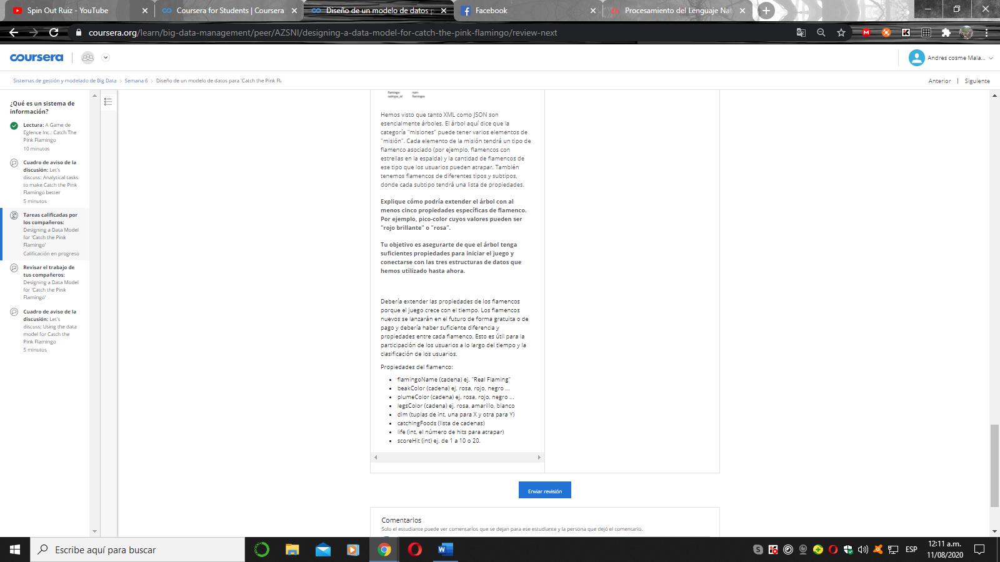 Spin Out Ruiz - YouTube
Coursera for Students | Coursera
Diseño de un modelo de datos p
Facebook
Procesamiento del Lenguaje Nat
coursera.org/learn/big-data-management/peer/AZSNI/designing-a-data-model-for-catch-the-pink-flamingo/review-next
coursera
Andres cosme Mala...
Sistemas de gestión y modelado de Big Data > Semana 6 > Diseño de un modelo de datos para 'Catch the Pink Fl
Anterior | Siguiente
¿Qué es un sistema de
información?
Lectura: A Game de
Eglence Inc.: Catch The
Pink Flamingo
10 minutos
Cuadro de aviso de la
discusión: Let's
discuss: Analytical tasks
to make Catch the Pink
Flamingo better
5 minutos
Tareas calificadas por
los compañeros:
Designing a Data Model
for 'Catch the Pink
Flamingo'
Calificación en progreso
Revisar el trabajo de
tus compañeros:
Designing a Data Model
for 'Catch the Pink
Flamingo'
Cuadro de aviso de la
discusión: Let's
discuss: Using the data
model for Catch the
Pink Flamingo
5 minutos
flamingo- num-
subtype_id flamingos
Hemos visto que tanto XML como JSON son
esencialmente árboles. El árbol aquí dice que la
categoría "misiones" puede tener varios elementos de
"misión". Cada elemento de la misión tendrá un tipo de
flamenco asociado (por ejemplo, flamencos con
estrellas en la espalda) y la cantidad de flamencos de
ese tipo que los usuarios pueden atrapar. También
tenemos flamencos de diferentes tipos y subtipos,
donde cada subtipo tendrá una lista de propiedades.
Explique cómo podría extender el árbol con al
menos cinco propiedades específicas de flamenco.
Por ejemplo, pico-color cuyos valores pueden ser
"rojo brillante" o "rosa".
Tu objetivo es asegurarte de que el árbol tenga
suficientes propiedades para iniciar el juego y
conectarse con las tres estructuras de datos que
hemos utilizado hasta ahora.
Debería extender las propiedades de los flamencos
porque el juego crece con el tiempo. Los flamencos
nuevos se lanzarán en el futuro de forma gratuita o de
pago y debería haber suficiente diferencia y
propiedades entre cada flamenco. Esto es útil para la
participación de los usuarios a lo largo del tiempo y la
clasificación de los usuarios.
Propiedades del flamenco:
• flamingoName (cadena) ej. "Real Flaming"
• beakColor (cadena) ej. rosa, rojo, negro ...
• plumeColor (cadena) ej. rosa, rojo, negro ...
• legsColor (cadena) ej. rosa, amarillo, blanco
• dim (tuplas de int, una para X y otra para Y)
• catchingFoods (lista de cadenas)
• life (int, el número de hits para atrapar)
• scoreHit (int) ej. de 1 a 10 o 20.
Enviar revisión
Comentarios
Solo el estudiante puede ver comentarios que se dejan para ese estudiante y la persona que dejó el comentario.
Escribe aquí para buscar
ESP
12:11 a.m.
11/08/2020